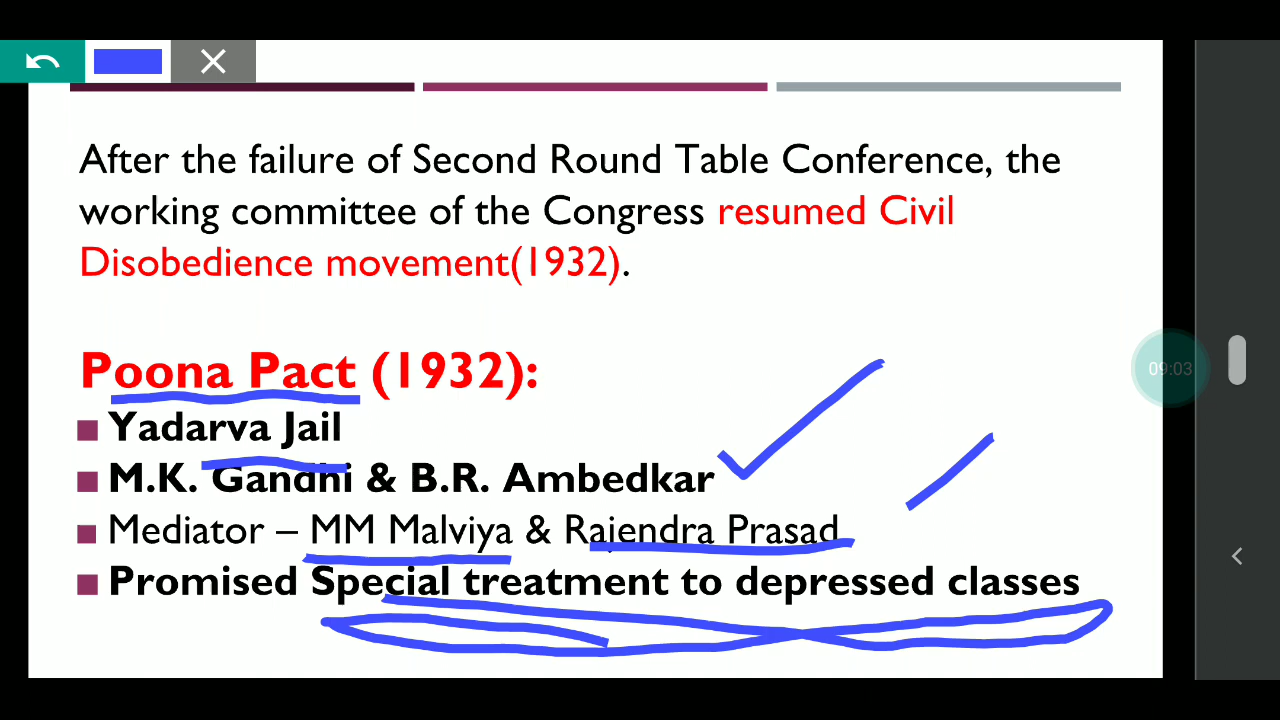 After the failure of Second Round Table Conference, the
working committee of the Congress resumed Civil
Disobedience movement(1932).
Poona Pact (1932):
Yadarva Jail
M.K. Gandhi & B.R. Ambedkar
Mediator – MM Malviya & Rajendra Prasad
Promised Special treatment to depressed classes
09:03